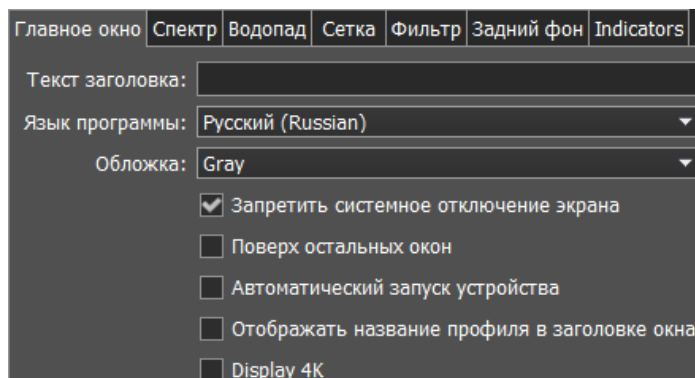 Главное окно Спектр Водопад Сетка Фильтр Задний фон Indicators
Текст заголовка:
Язык программы: Русский (Russian)
Обложка: Gray
Запретить системное отключение экрана
Поверх остальных окон
Автоматический запуск устройства
Отображать название профиля в заголовке окна
Display 4K